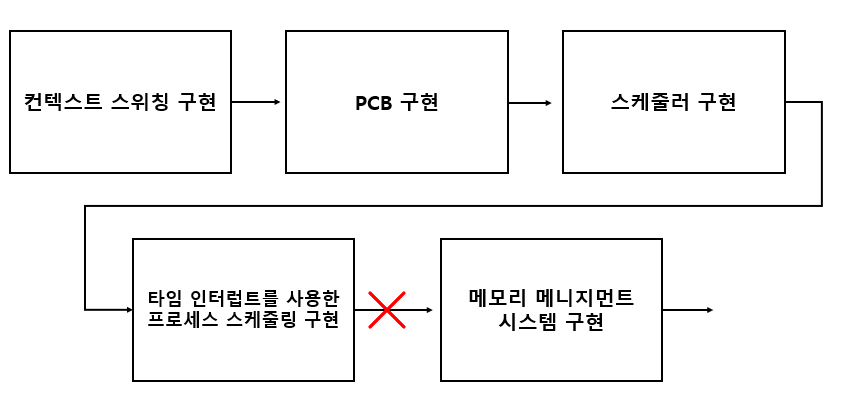 컨텍스트 스위칭 구현
PCB 구현
스케줄러 구현
타임 인터럽트를 사용한
프로세스 스케줄링 구현
메모리 메니지먼트
시스템 구현